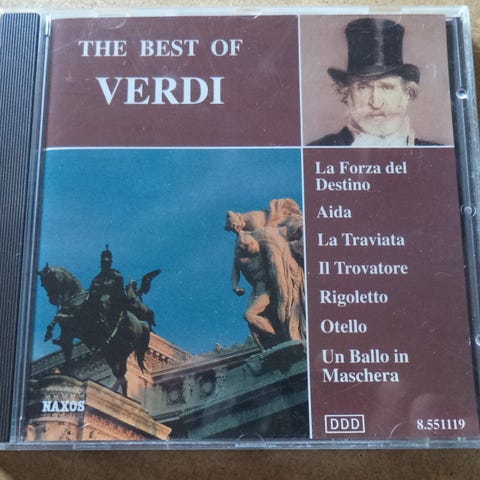 THE BEST OF
VERDI
La Forza del
Destino
Aida
La Traviata
Il Trovatore
Rigoletto
Otello
Un Ballo in
Maschera
NAXOS
DDD
8.551119